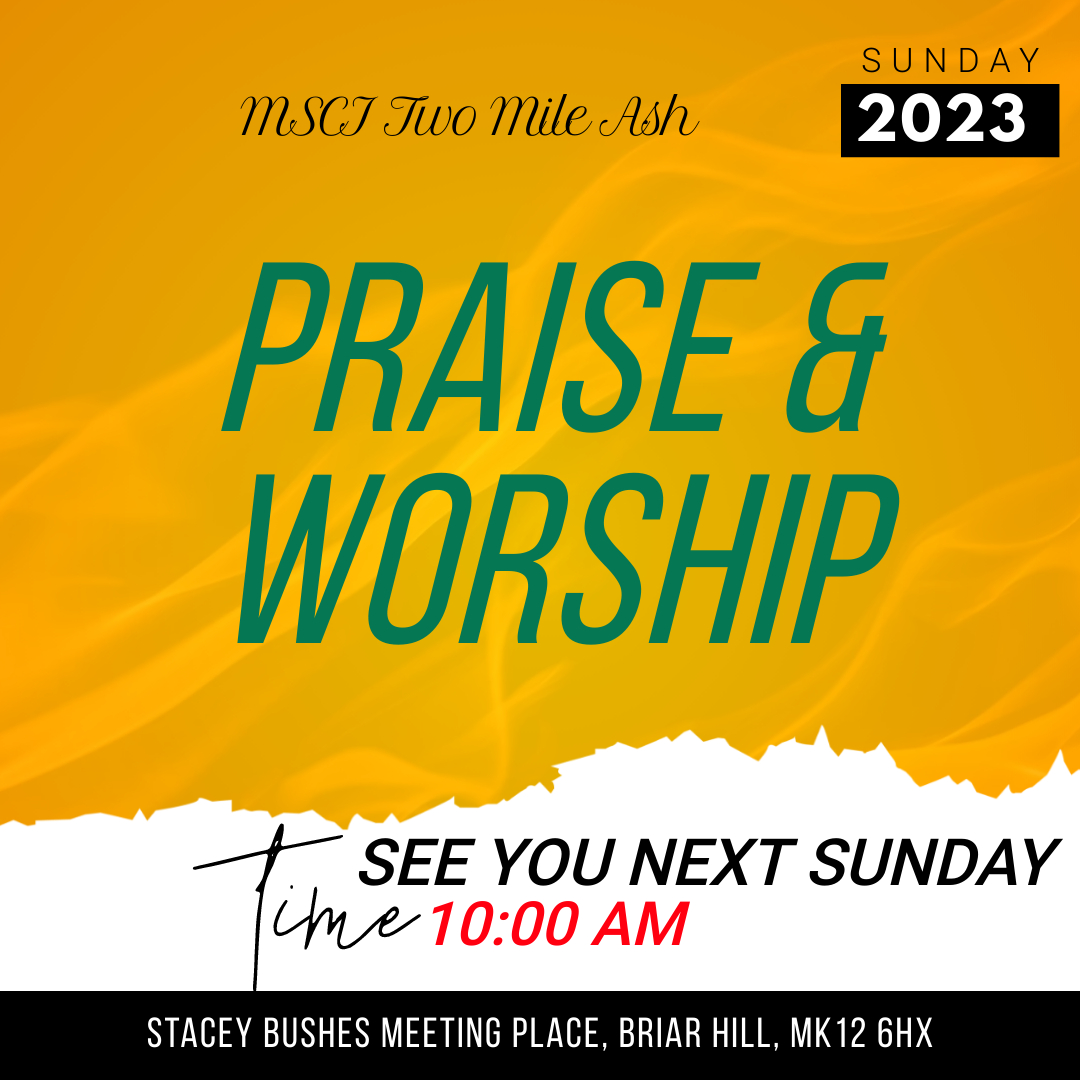 SUNDAY
2023
MSCI Two Mile Ash
PRAISE &
WORSHIP
SEE YOU NEXT SUNDAY
Time 10:00 AM
STACEY BUSHES MEETING PLACE, BRIAR HILL, MK12 6HX